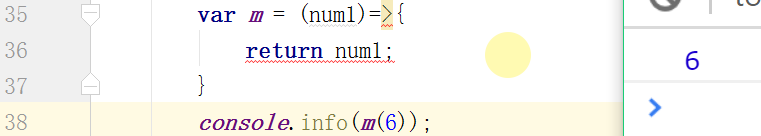 35 var m = (num1)=>{
36 return num1;
37 }
38 console.info(m(6));
6